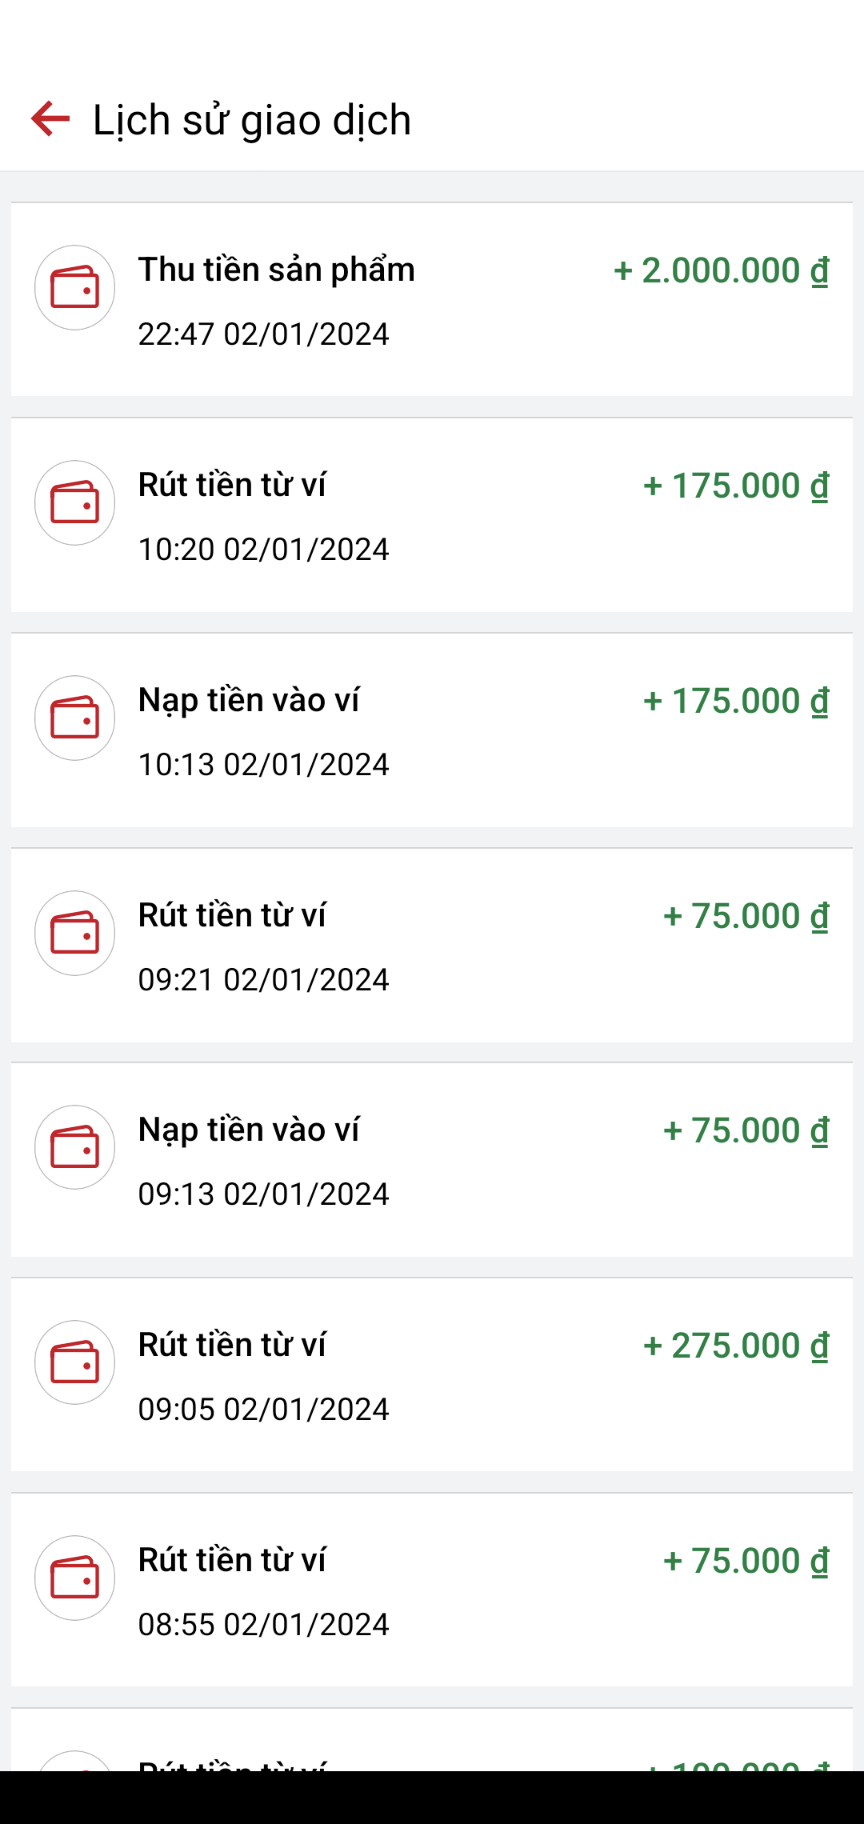 Lịch sử giao dịch
Thu tiền sản phẩm
+ 2.000.000 ₫
22:47 02/01/2024
Rút tiền từ ví
+ 175.000 ₫
10:20 02/01/2024
Nạp tiền vào ví
+ 175.000 ₫
10:13 02/01/2024
Rút tiền từ ví
+ 75.000 ₫
09:21 02/01/2024
Nạp tiền vào ví
+ 75.000 ₫
09:13 02/01/2024
Rút tiền từ ví
+ 275.000 ₫
09:05 02/01/2024
Rút tiền từ ví
+ 75.000 ₫
08:55 02/01/2024
Rút tiền từ ví